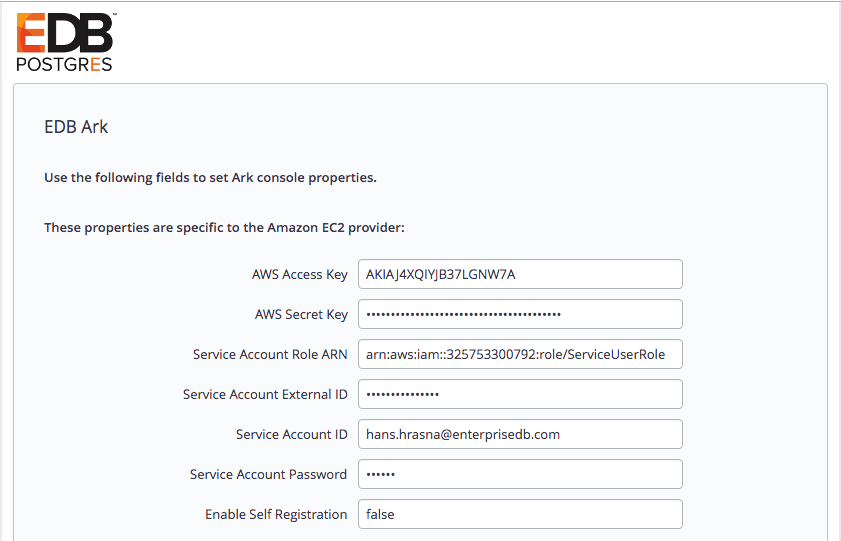 EDB™
POSTGRES
EDB Ark
Use the following fields to set Ark console properties.
These properties are specific to the Amazon EC2 provider:
AWS Access Key AKIAJ4XQIYJB37LGNW7A
AWS Secret Key ••••••••••••••••••••••••••••••••••••••••
Service Account Role ARN arn:aws:iam::325753300792:role/ServiceUserRole
Service Account External ID •••••••••••••••
Service Account ID hans.hrasna@enterprisedb.com
Service Account Password ••••••
Enable Self Registration false